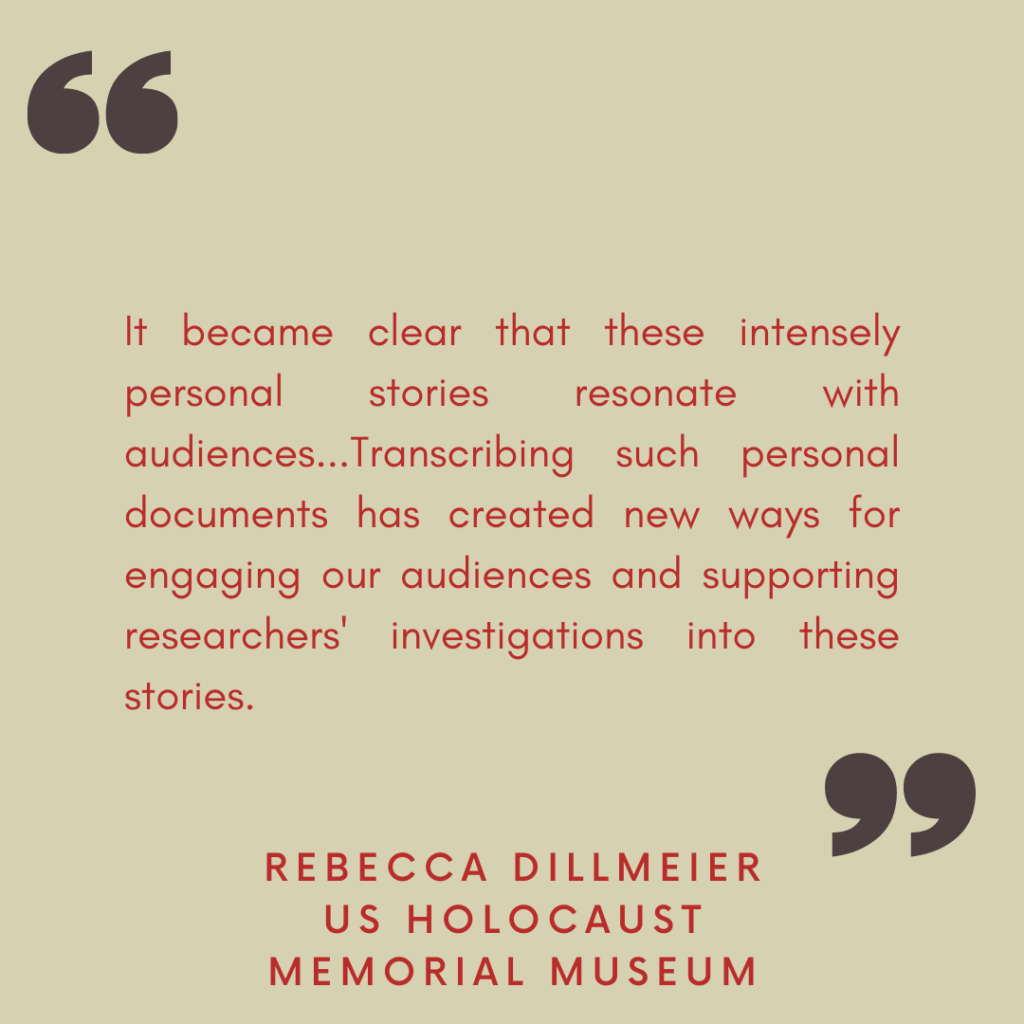 “
It became clear that these intensely
personal stories resonate with
audiences...Transcribing such personal
documents has created new ways for
engaging our audiences and supporting
researchers' investigations into these
stories.
”
REBECCA DILLMEIER
US HOLOCAUST
MEMORIAL MUSEUM